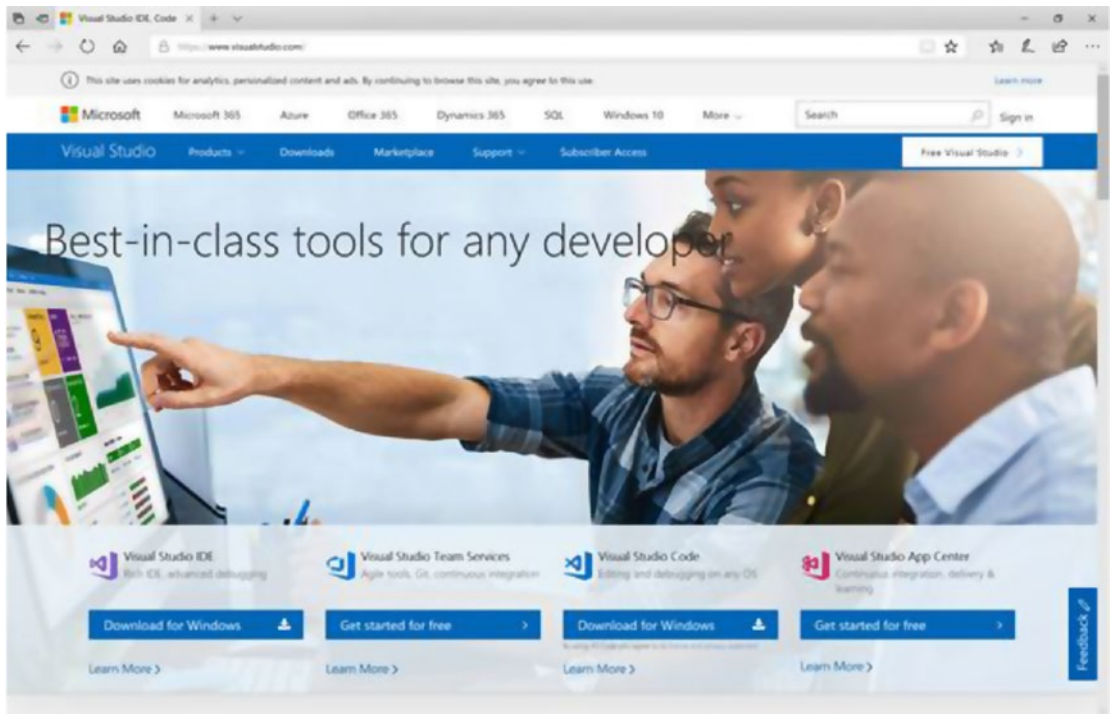 Visual Studio IDE, Code
https://www.visualstudio.com/
This site uses cookies for analytics, personalized content and ads. By continuing to browse this site, you agree to this use.
Learn more
Microsoft Microsoft 365 Azure Office 365 Dynamics 365 SQL Windows 10 More Search Sign in
Visual Studio Products Downloads Marketplace Support Subscriber Access Free Visual Studio
Best-in-class tools for any developer
Visual Studio IDE
Rich IDE, advanced debugging
Download for Windows
Learn More
Visual Studio Team Services
Agile tools, Git, continuous integration
Get started for free
Learn More
Visual Studio Code
Editing and debugging on any OS
Download for Windows
Learn More
Visual Studio App Center
Continuous integration, delivery &
learning
Get started for free
Learn More
Feedback